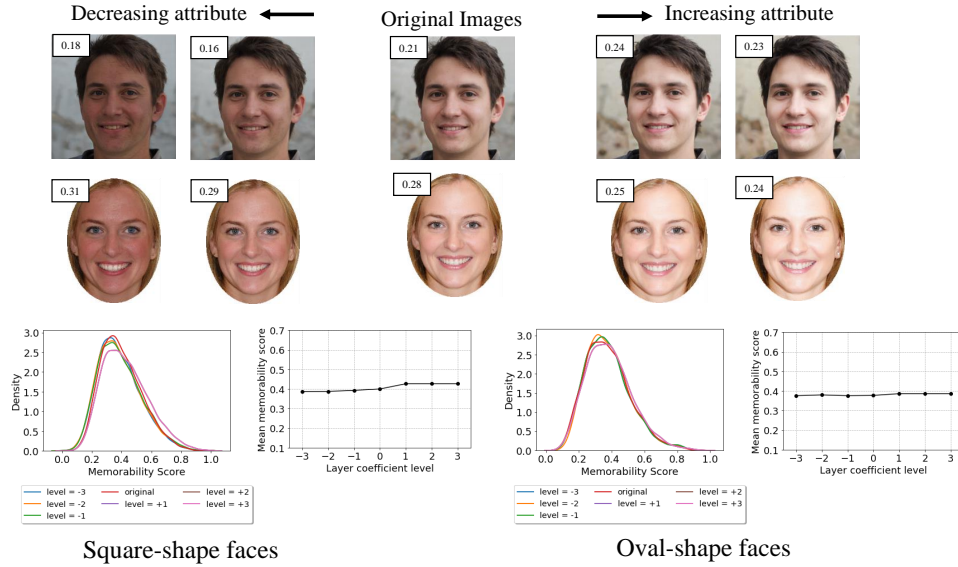 Decreasing attribute
Original Images
Increasing attribute
0.18
0.16
0.21
0.24
0.23
0.31
0.29
0.28
0.25
0.24
3.0
2.5
2.0
1.5
1.0
0.5
0.0
Density
0.0 0.2 0.4 0.6 0.8 1.0
Memorability Score
0.7
0.6
0.5
0.4
0.3
0.2
0.1
Mean memorability score
−3 −2 −1 0 1 2 3
Layer coefficient level
3.0
2.5
2.0
1.5
1.0
0.5
0.0
Density
0.0 0.2 0.4 0.6 0.8 1.0
Memorability Score
0.7
0.6
0.5
0.4
0.3
0.2
0.1
Mean memorability score
−3 −2 −1 0 1 2 3
Layer coefficient level
level = -3 original level = +2
level = -2 level = +1 level = +3
level = -1
level = -3 original level = +2
level = -2 level = +1 level = +3
level = -1
Square-shape faces
Oval-shape faces